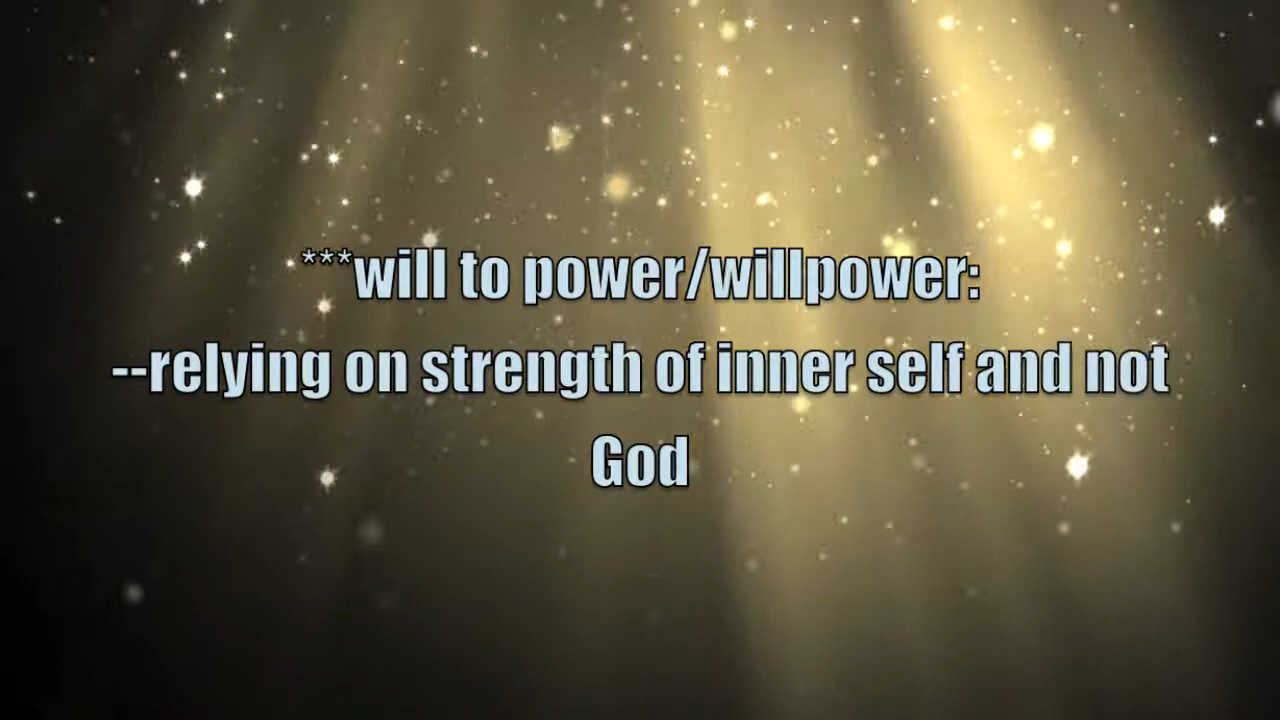 ***will to power/willpower:
--relying on strength of inner self and not
God